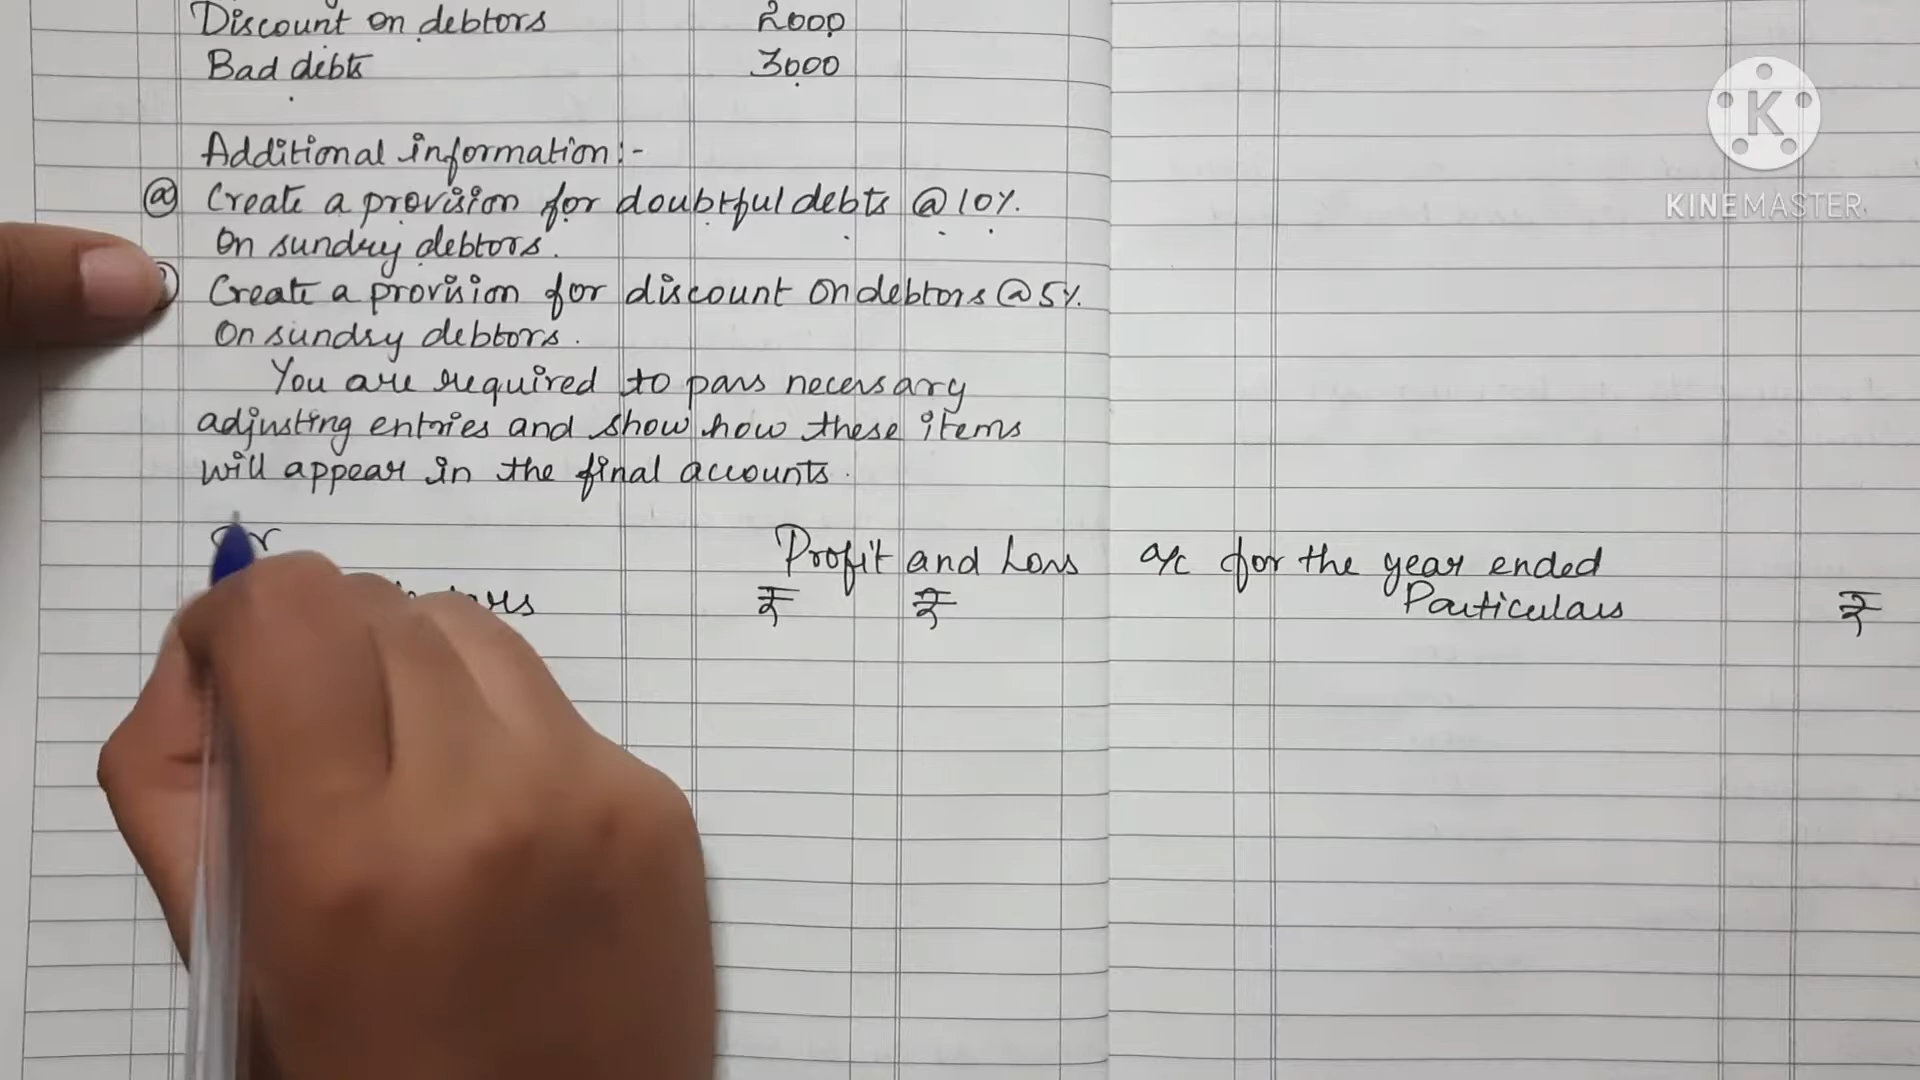 Discount on debtors 2000
Bad debts 3000
Additional information :-
(a) Create a provision for doubtful debts @ 10%.
On sundry debtors.
Create a provision for discount on debtors @ 5%.
On sundry debtors.
You are required to pass necessary
adjusting entries and show how these items
will appear in the final accounts.
Dr Profit and Loss a/c for the year ended
₹ ₹ Particulars ₹
K
KINEMASTER